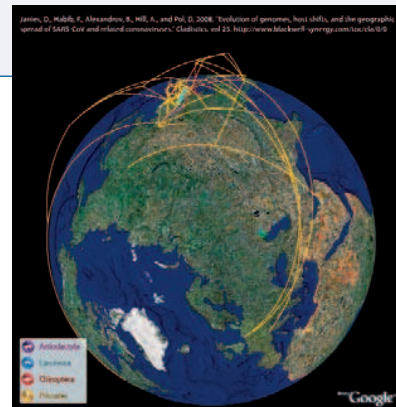 Janies, D., Habib, F., Alexandrov, B., Hill, A., and Pol, D. 2008. "Evolution of genomes, host shifts, and the geographic
spread of SARS-CoV and related coronaviruses." Cladistics, vol 23. http://www.blackwell-synergy.com/toc/cla/0/0
Artiodactyla
Carnivora
Chiroptera
Primates
Google